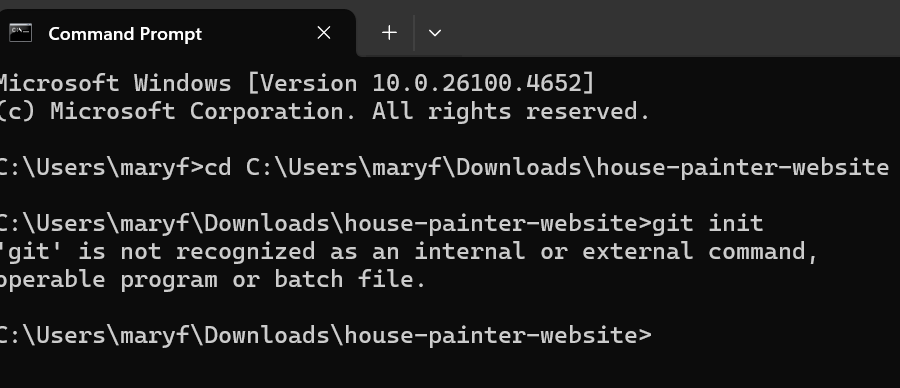 Command Prompt
Microsoft Windows [Version 10.0.26100.4652]
(c) Microsoft Corporation. All rights reserved.
C:\Users\maryf>cd C:\Users\maryf\Downloads\house-painter-website
C:\Users\maryf\Downloads\house-painter-website>git init
'git' is not recognized as an internal or external command,
operable program or batch file.
C:\Users\maryf\Downloads\house-painter-website>